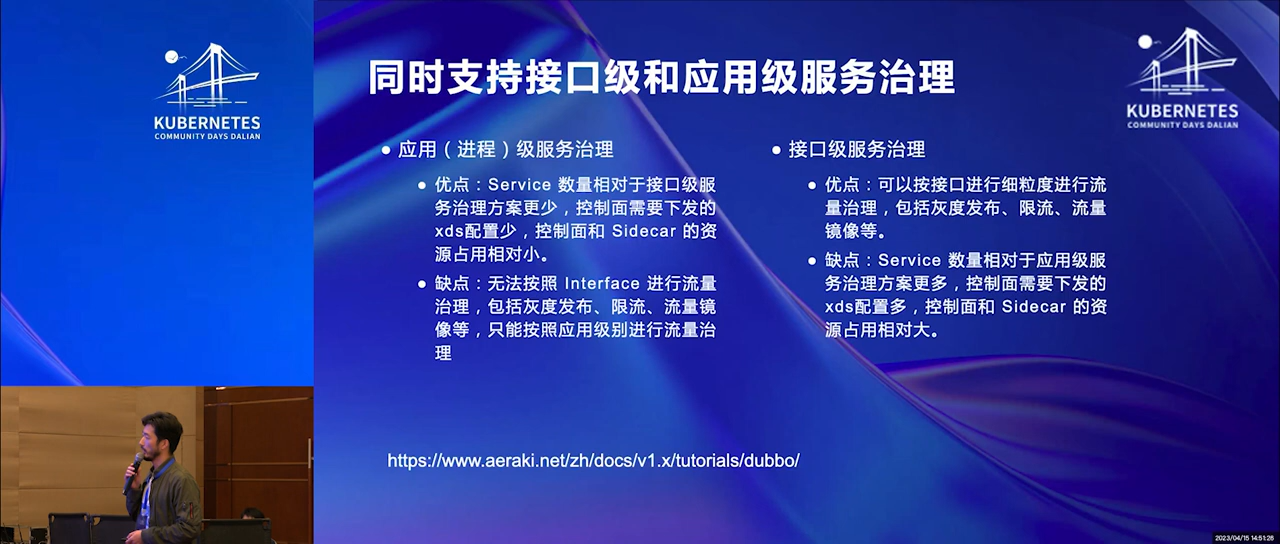 KUBERNETES
COMMUNITY DAYS DALIAN
同时支持接口级和应用级服务治理
KUBERNETES
COMMUNITY DAYS DALIAN
● 应用（进程）级服务治理
● 优点：Service 数量相对于接口级服
务治理方案更少，控制面需要下发的
xds配置少，控制面和 Sidecar 的资
源占用相对小。
● 缺点：无法按照 Interface 进行流量
治理，包括灰度发布、限流、流量镜
像等，只能按照应用级别进行流量治
理
● 接口级服务治理
● 优点：可以按接口进行细粒度进行流
量治理，包括灰度发布、限流、流量
镜像等。
● 缺点：Service 数量相对于应用级服
务治理方案更多，控制面需要下发的
xds配置多，控制面和 Sidecar 的资
源占用相对大。
https://www.aeraki.net/zh/docs/v1.x/tutorials/dubbo/
2023/04/15 14:51:26